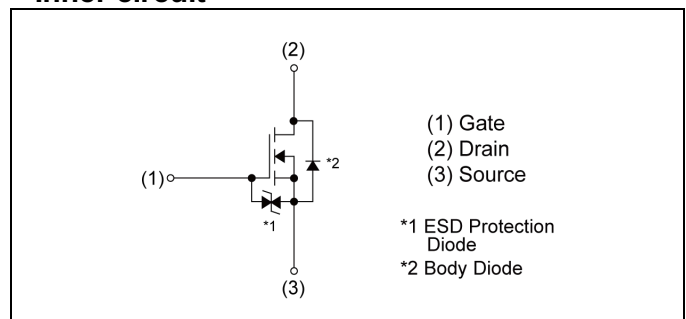 Inner circuit
(2)
(1) Gate
(2) Drain
(3) Source
*2
(1)
*1
*1 ESD Protection
Diode
*2 Body Diode
(3)